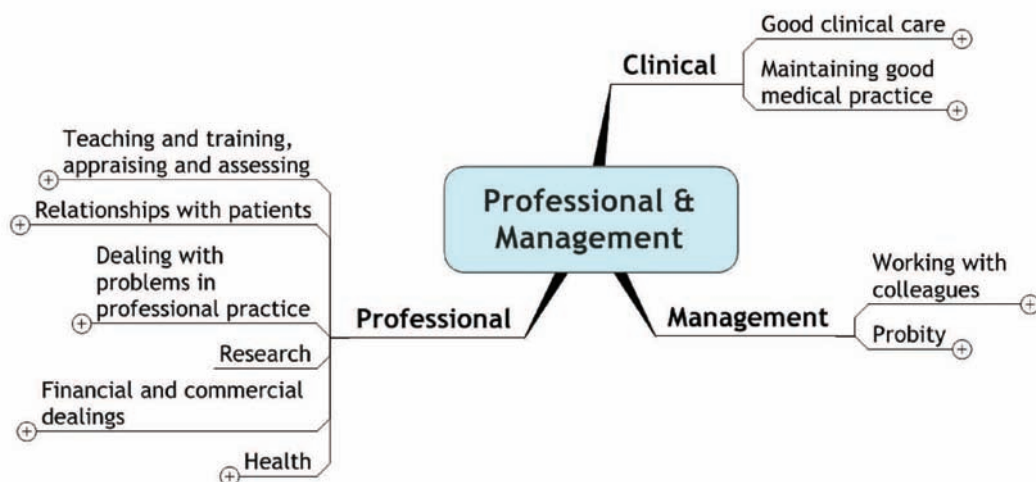 Good clinical care
Clinical
Maintaining good
medical practice
Teaching and training,
appraising and assessing
Professional &
Management
Relationships with patients
Dealing with
problems in
professional practice
Working with
colleagues
Professional
Management
Probity
Research
Financial and commercial
dealings
Health